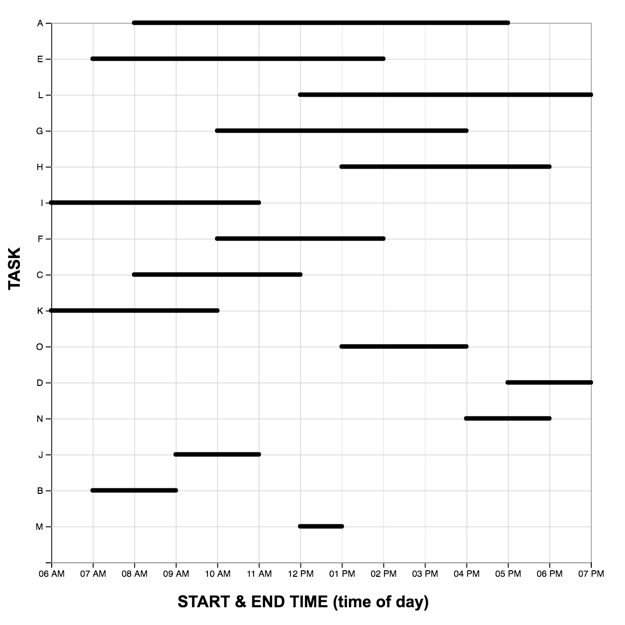 A
E
L
G
H
I
F
C
K
O
D
N
J
B
M
TASK
06 AM 07 AM 08 AM 09 AM 10 AM 11 AM 12 PM 01 PM 02 PM 03 PM 04 PM 05 PM 06 PM 07 PM
START & END TIME (time of day)